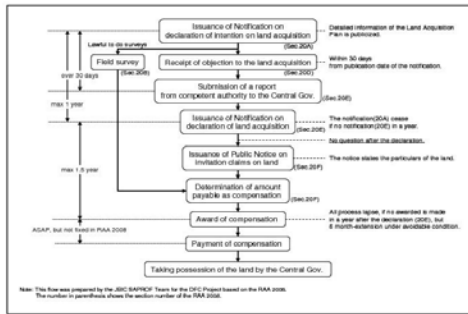 Issuance of Notification on
declaration of intention on land acquisition
(Sec.20A)
Detailed information of the Land Acquisition
Plan is publicized.
Lawful to do surveys
Field survey
(Sec.20B)
Receipt of objection to the land acquisition
(Sec.20D)
Within 30 days
from publication date of the notification.
over 30 days
Submission of a report
from competent authority to the Central Gov.
(Sec.20E)
max 1 year
Issuance of Notification on
declaration of land acquisition
(Sec.20E)
The notification(20A) cease
if no notification(20E) in a year.
No question after the declaration.
Issuance of Public Notice on
invitation claims on land
(Sec.20F)
The notice states the particulars of the land.
max 1.5 year
Determination of amount
payable as compensation
(Sec.20F)
Award of compensation
All process lapse, if no awarded is made
in a year after the declaration (20E), but
6 month-extension under avoidable condition.
ASAP, but not fixed in RAA 2008
Payment of compensation
Taking possession of the land by the Central Gov.
Note: This flow was prepared by the JBIC SAPROF Team for the DFC Project based on the RAA 2008.
The number in parenthesis shows the section number of the RAA 2008.